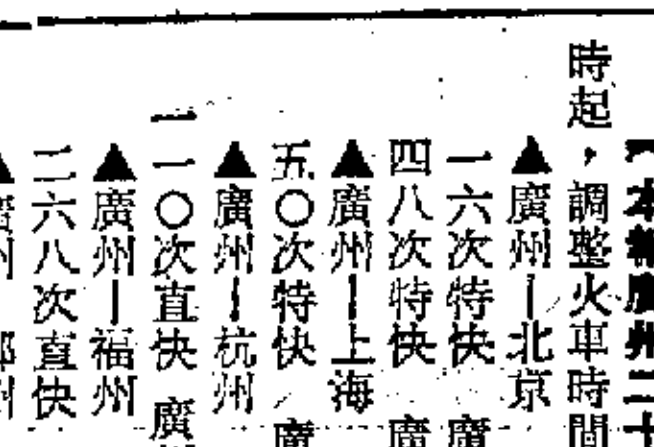 本報廣州二十
時起，調整火車時間
▲廣州—北京
一六次特快 廣
四八次特快 廣
▲廣州—上海
五〇次特快 廣
▲廣州—杭州
一一〇次直快 廣
▲廣州—福州
二六八次直快